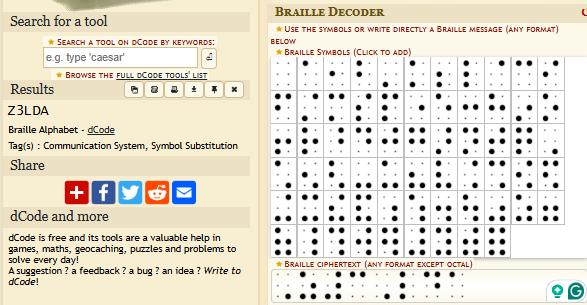 Search for a tool
★ SEARCH A TOOL ON DCODE BY KEYWORDS:
e.g. type 'caesar'
★ BROWSE THE FULL DCODE TOOLS' LIST
Results
Z3LDA
Braille Alphabet - dCode
Tag(s) : Communication System, Symbol Substitution
Share
dCode and more
dCode is free and its tools are a valuable help in
games, maths, geocaching, puzzles and problems to
solve every day!
A suggestion ? a feedback ? a bug ? an idea ? Write to
dCode!
BRAILLE DECODER
★ USE THE SYMBOLS OR WRITE DIRECTLY A BRAILLE MESSAGE (ANY FORMAT)
BELOW
★ BRAILLE SYMBOLS (CLICK TO ADD)
★ BRAILLE CIPHERTEXT (ANY FORMAT EXCEPT OCTAL)